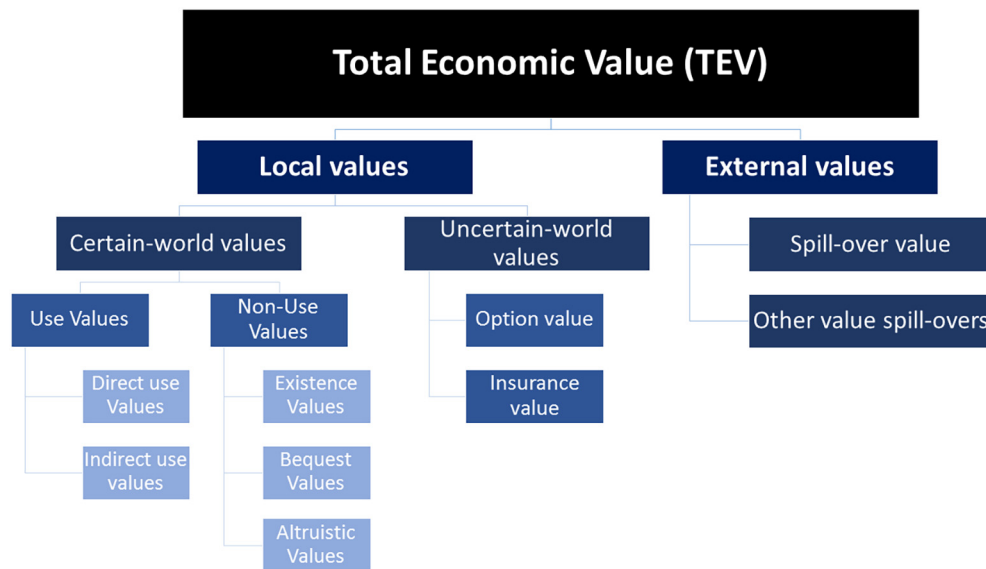 Total Economic Value (TEV)
Local values
External values
Certain-world values
Uncertain-world
values
Spill-over value
Use Values
Non-Use
Values
Option value
Other value spill-overs
Direct use
Values
Existence
Values
Insurance
value
Indirect use
values
Bequest
Values
Altruistic
Values